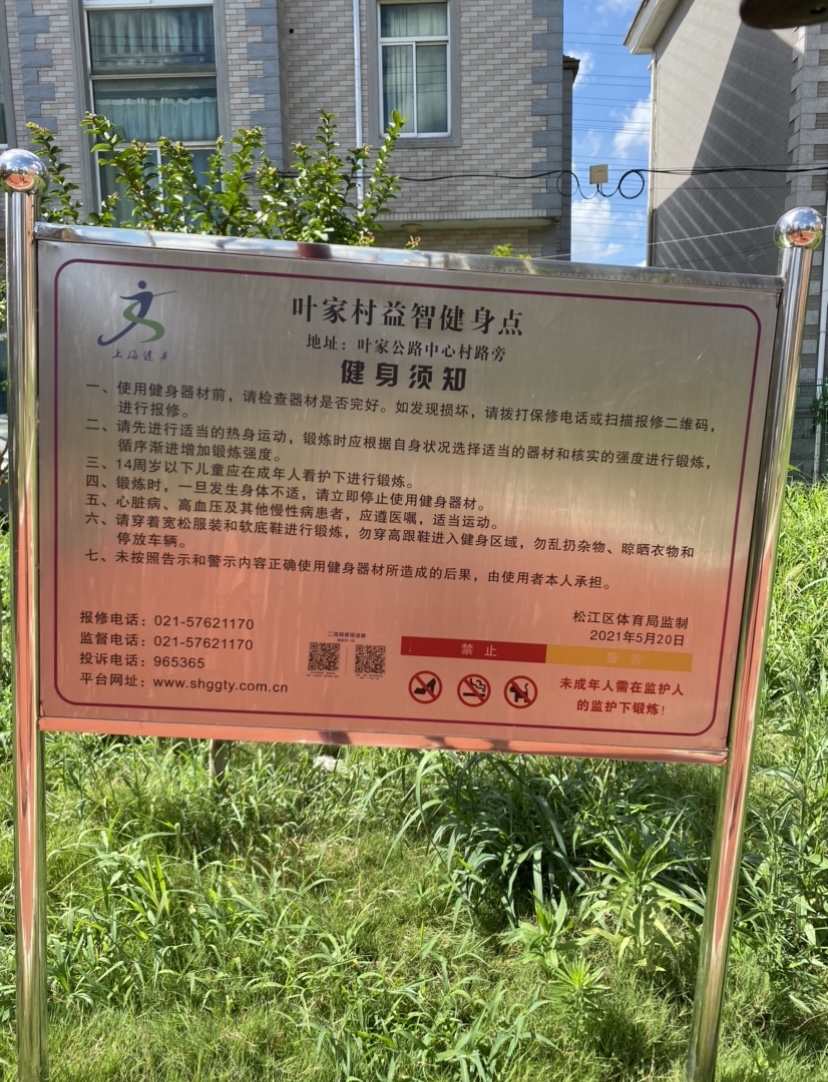 上海健身
叶家村益智健身点
地址：叶家公路中心村路旁
健身须知
一、使用健身器材前，请检查器材是否完好。如发现损坏，请拨打保修电话或扫描报修二维码，
进行报修。
二、请先进行适当的热身运动，锻炼时应根据自身状况选择适当的器材和核实的强度进行锻炼，
循序渐进增加锻炼强度。
三、14周岁以下儿童应在成年人看护下进行锻炼。
四、锻炼时，一旦发生身体不适，请立即停止使用健身器材。
五、心脏病、高血压及其他慢性病患者，应遵医嘱，适当运动。
六、请穿着宽松服装和软底鞋进行锻炼，勿穿高跟鞋进入健身区域，勿乱扔杂物、晾晒衣物和
停放车辆。
七、未按照告示和警示内容正确使用健身器材所造成的后果，由使用者本人承担。
报修电话：021-57621170
监督电话：021-57621170
投诉电话：965365
平台网址：www.shggty.com.cn
松江区体育局监制
2021年5月20日
禁止
警告
未成年人需在监护人
的监护下锻炼！